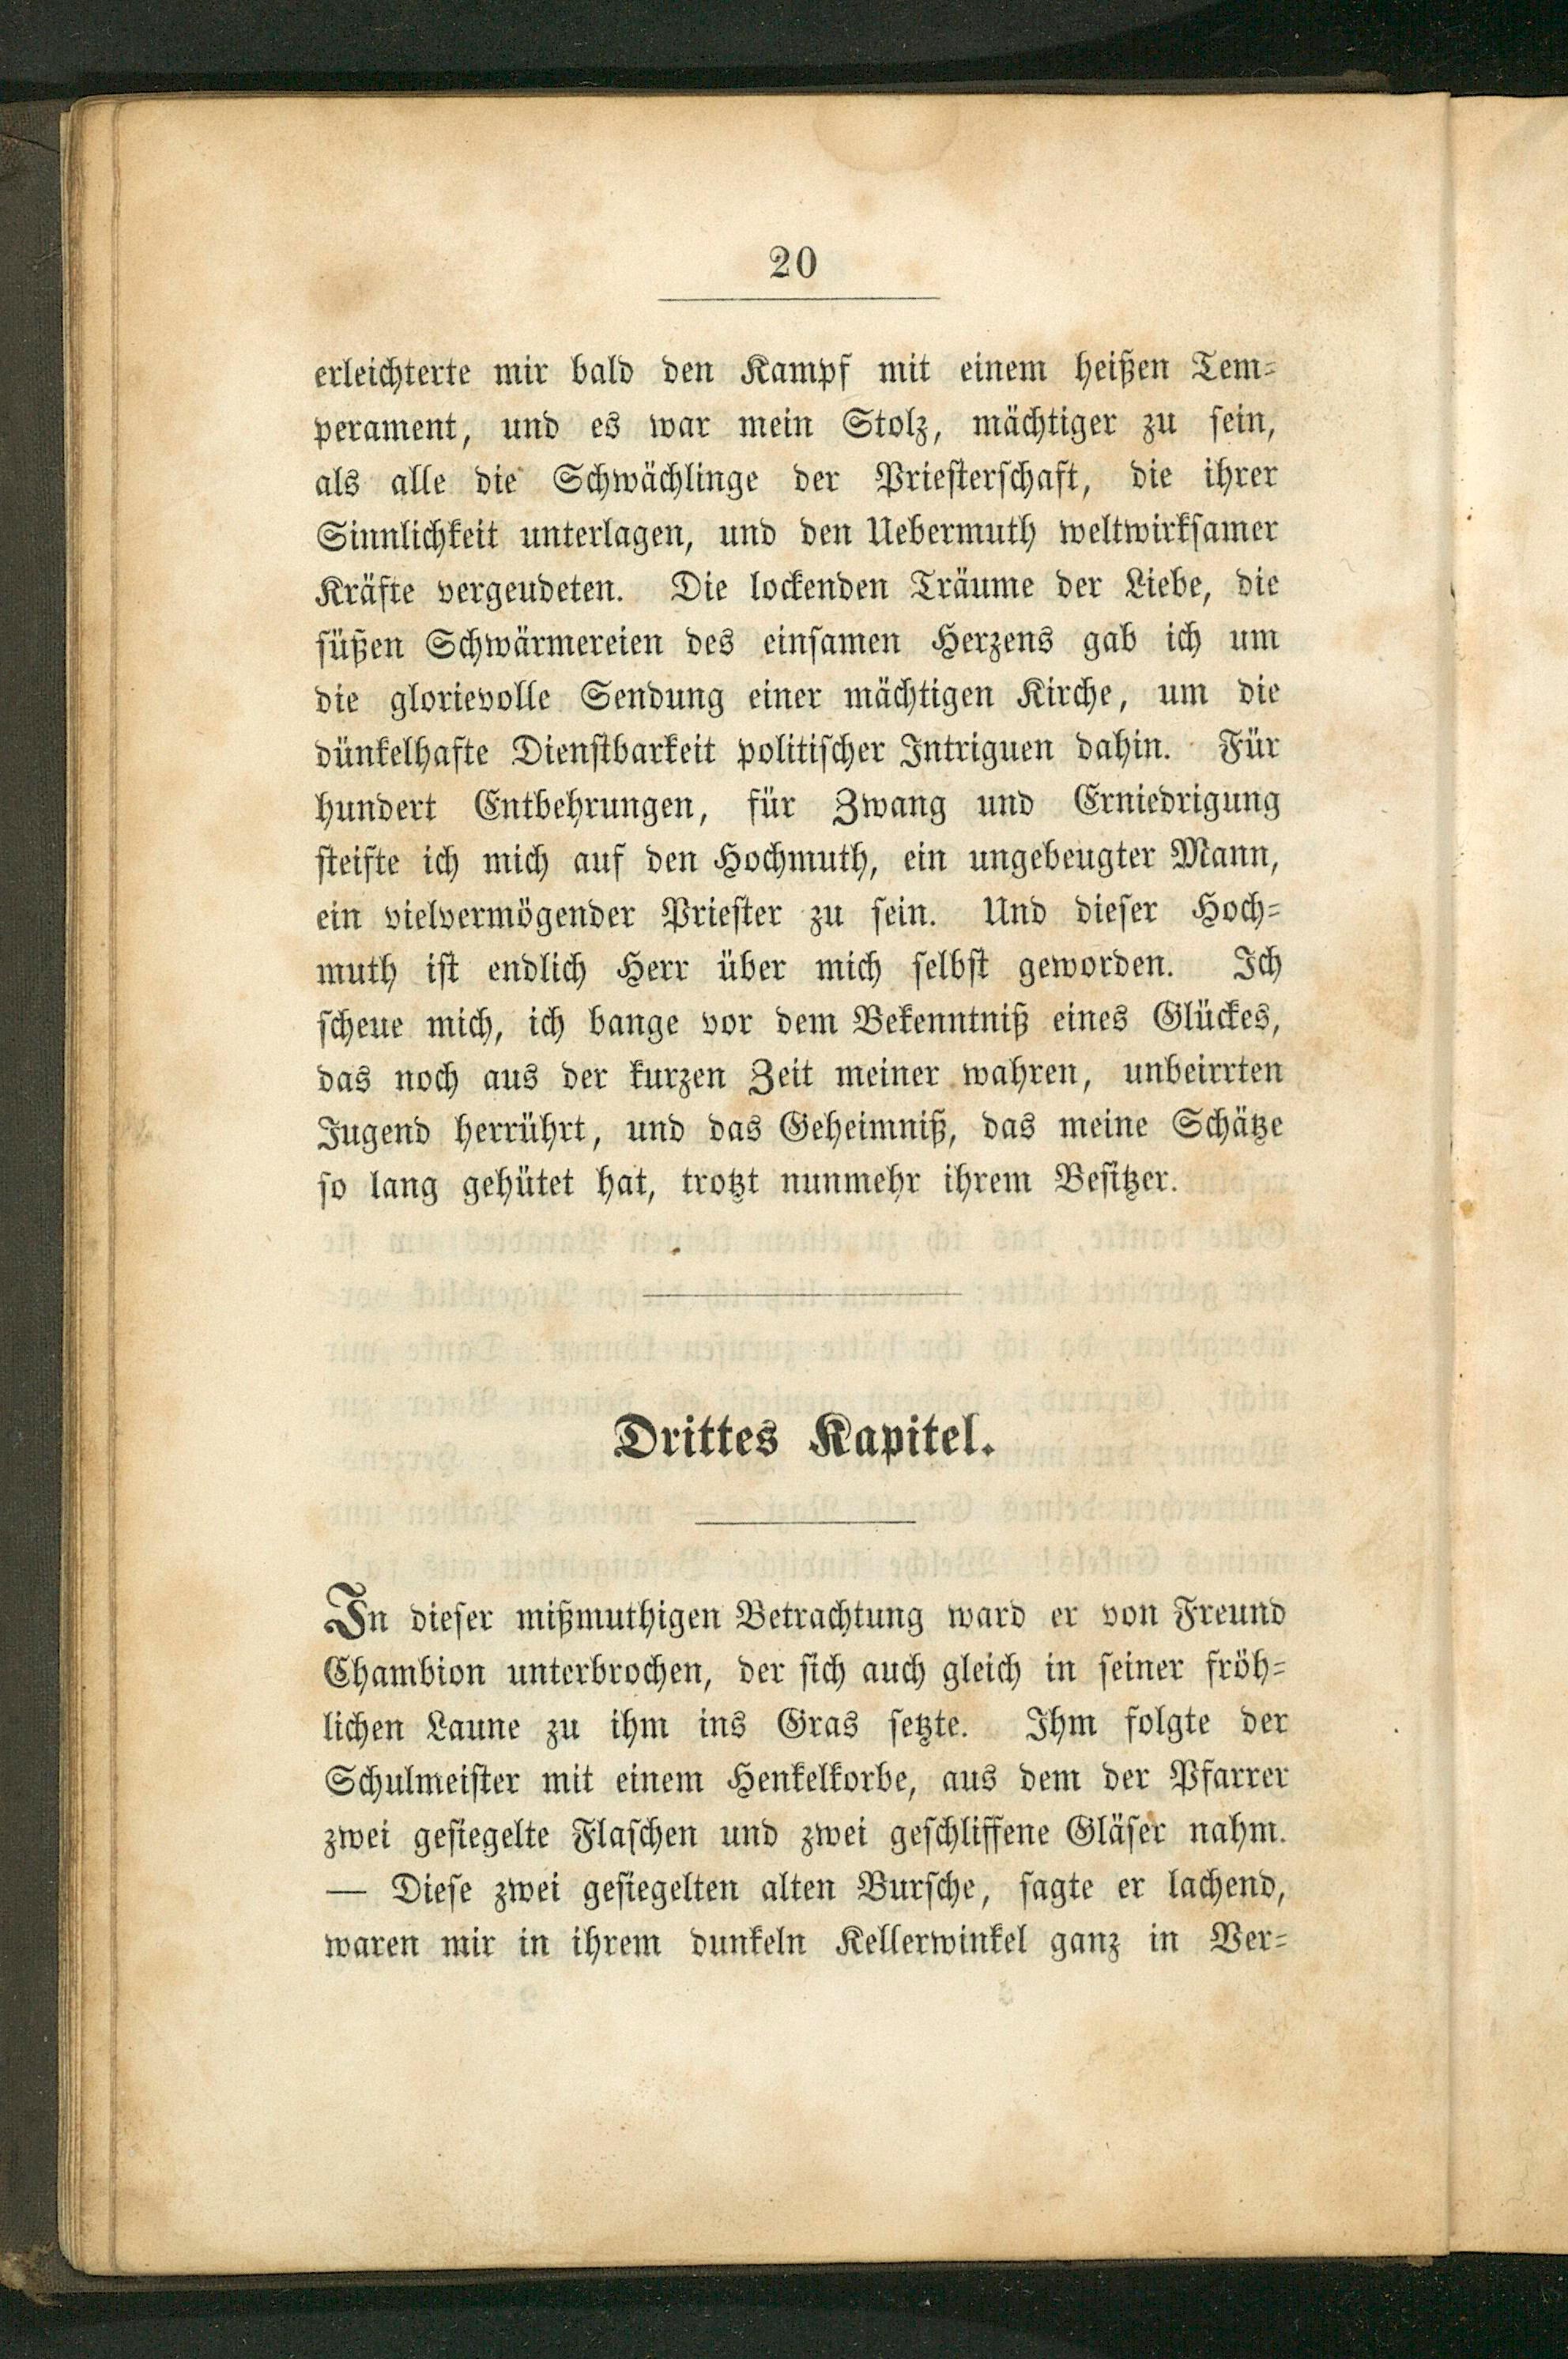 20
erleichterte mir bald den Kampf mit einem heißen Tem-
perament, und es war mein Stolz, mächtiger zu sein,
als alle die Schwächlinge der Priesterschaft, die ihrer
Sinnlichkeit unterlagen, und den Uebermuth weltwirksamer
Kräfte vergeudeten. Die lockenden Träume der Liebe, die
süßen Schwärmereien des einsamen Herzens gab ich um
die glorievolle Sendung einer mächtigen Kirche, um die
dünkelhafte Dienstbarkeit politischer Intriguen dahin. Für
hundert Entbehrungen, für Zwang und Erniedrigung
steifte ich mich auf den Hochmuth, ein ungebeugter Mann,
ein vielvermögender Priester zu sein. Und dieser Hoch-
muth ist endlich Herr über mich selbst geworden. Ich
scheue mich, ich bange vor dem Bekenntniß eines Glückes,
das noch aus der kurzen Zeit meiner wahren, unbeirrten
Jugend herrührt, und das Geheimniß, das meine Schätze
so lang gehütet hat, trotzt nunmehr ihrem Besitzer.
Drittes Kapitel.
In dieser mißmuthigen Betrachtung ward er von Freund
Chambion unterbrochen, der sich auch gleich in seiner fröh-
lichen Laune zu ihm ins Gras setzte. Ihm folgte der
Schulmeister mit einem Henkelkorbe, aus dem der Pfarrer
zwei gesiegelte Flaschen und zwei geschliffene Gläser nahm.
— Diese zwei gesiegelten alten Bursche, sagte er lachend,
waren mir in ihrem dunkeln Kellerwinkel ganz in Ver-